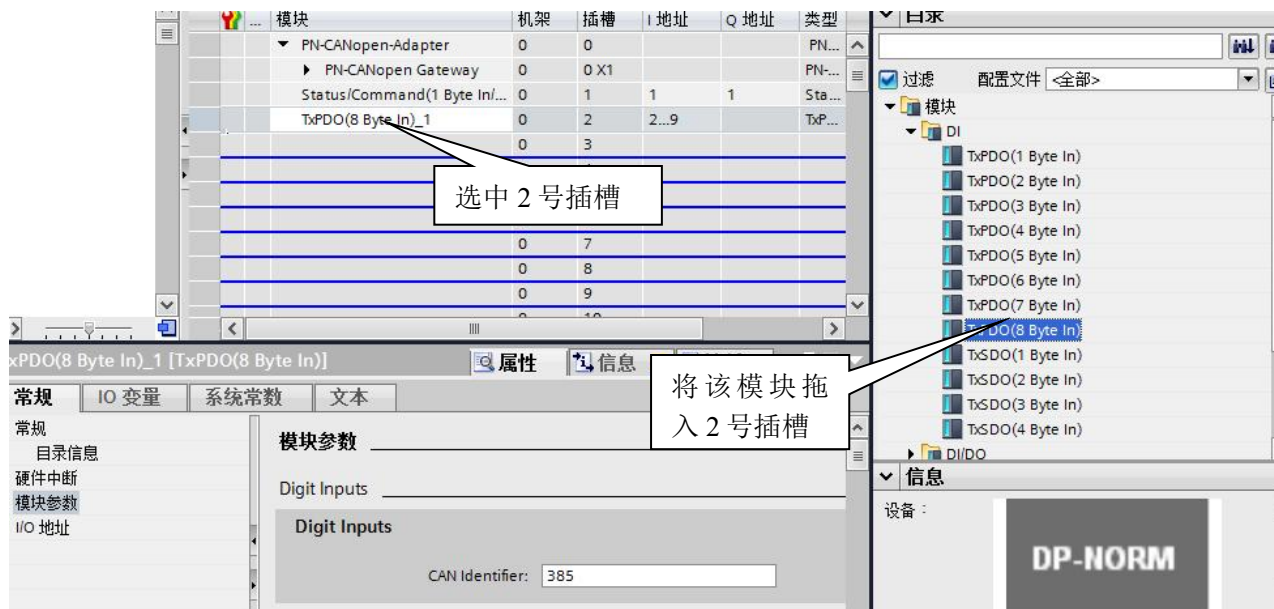 ... 模块 机架 插槽 I 地址 Q 地址 类型
PN-CANopen-Adapter 0 0 PN...
PN-CANopen Gateway 0 0 X1 PN-...
Status/Command(1 Byte In/... 0 1 1 1 Sta...
TxPDO(8 Byte In)_1 0 2 2...9 TxP...
0 3
选中 2 号插槽
0 7
0 8
0 9
目录
过滤 配置文件 <全部>
模块
DI
TxPDO(1 Byte In)
TxPDO(2 Byte In)
TxPDO(3 Byte In)
TxPDO(4 Byte In)
TxPDO(5 Byte In)
TxPDO(6 Byte In)
TxPDO(7 Byte In)
TxPDO(8 Byte In)
TxSDO(1 Byte In)
TxSDO(2 Byte In)
TxSDO(3 Byte In)
TxSDO(4 Byte In)
DI/DO
将该模块拖
入 2 号插槽
xPDO(8 Byte In)_1 [TxPDO(8 Byte In)]
属性 信息
常规 IO 变量 系统常数 文本
常规
目录信息
硬件中断
模块参数
I/O 地址
模块参数
Digit Inputs
Digit Inputs
CAN Identifier: 385
信息
设备：
DP-NORM